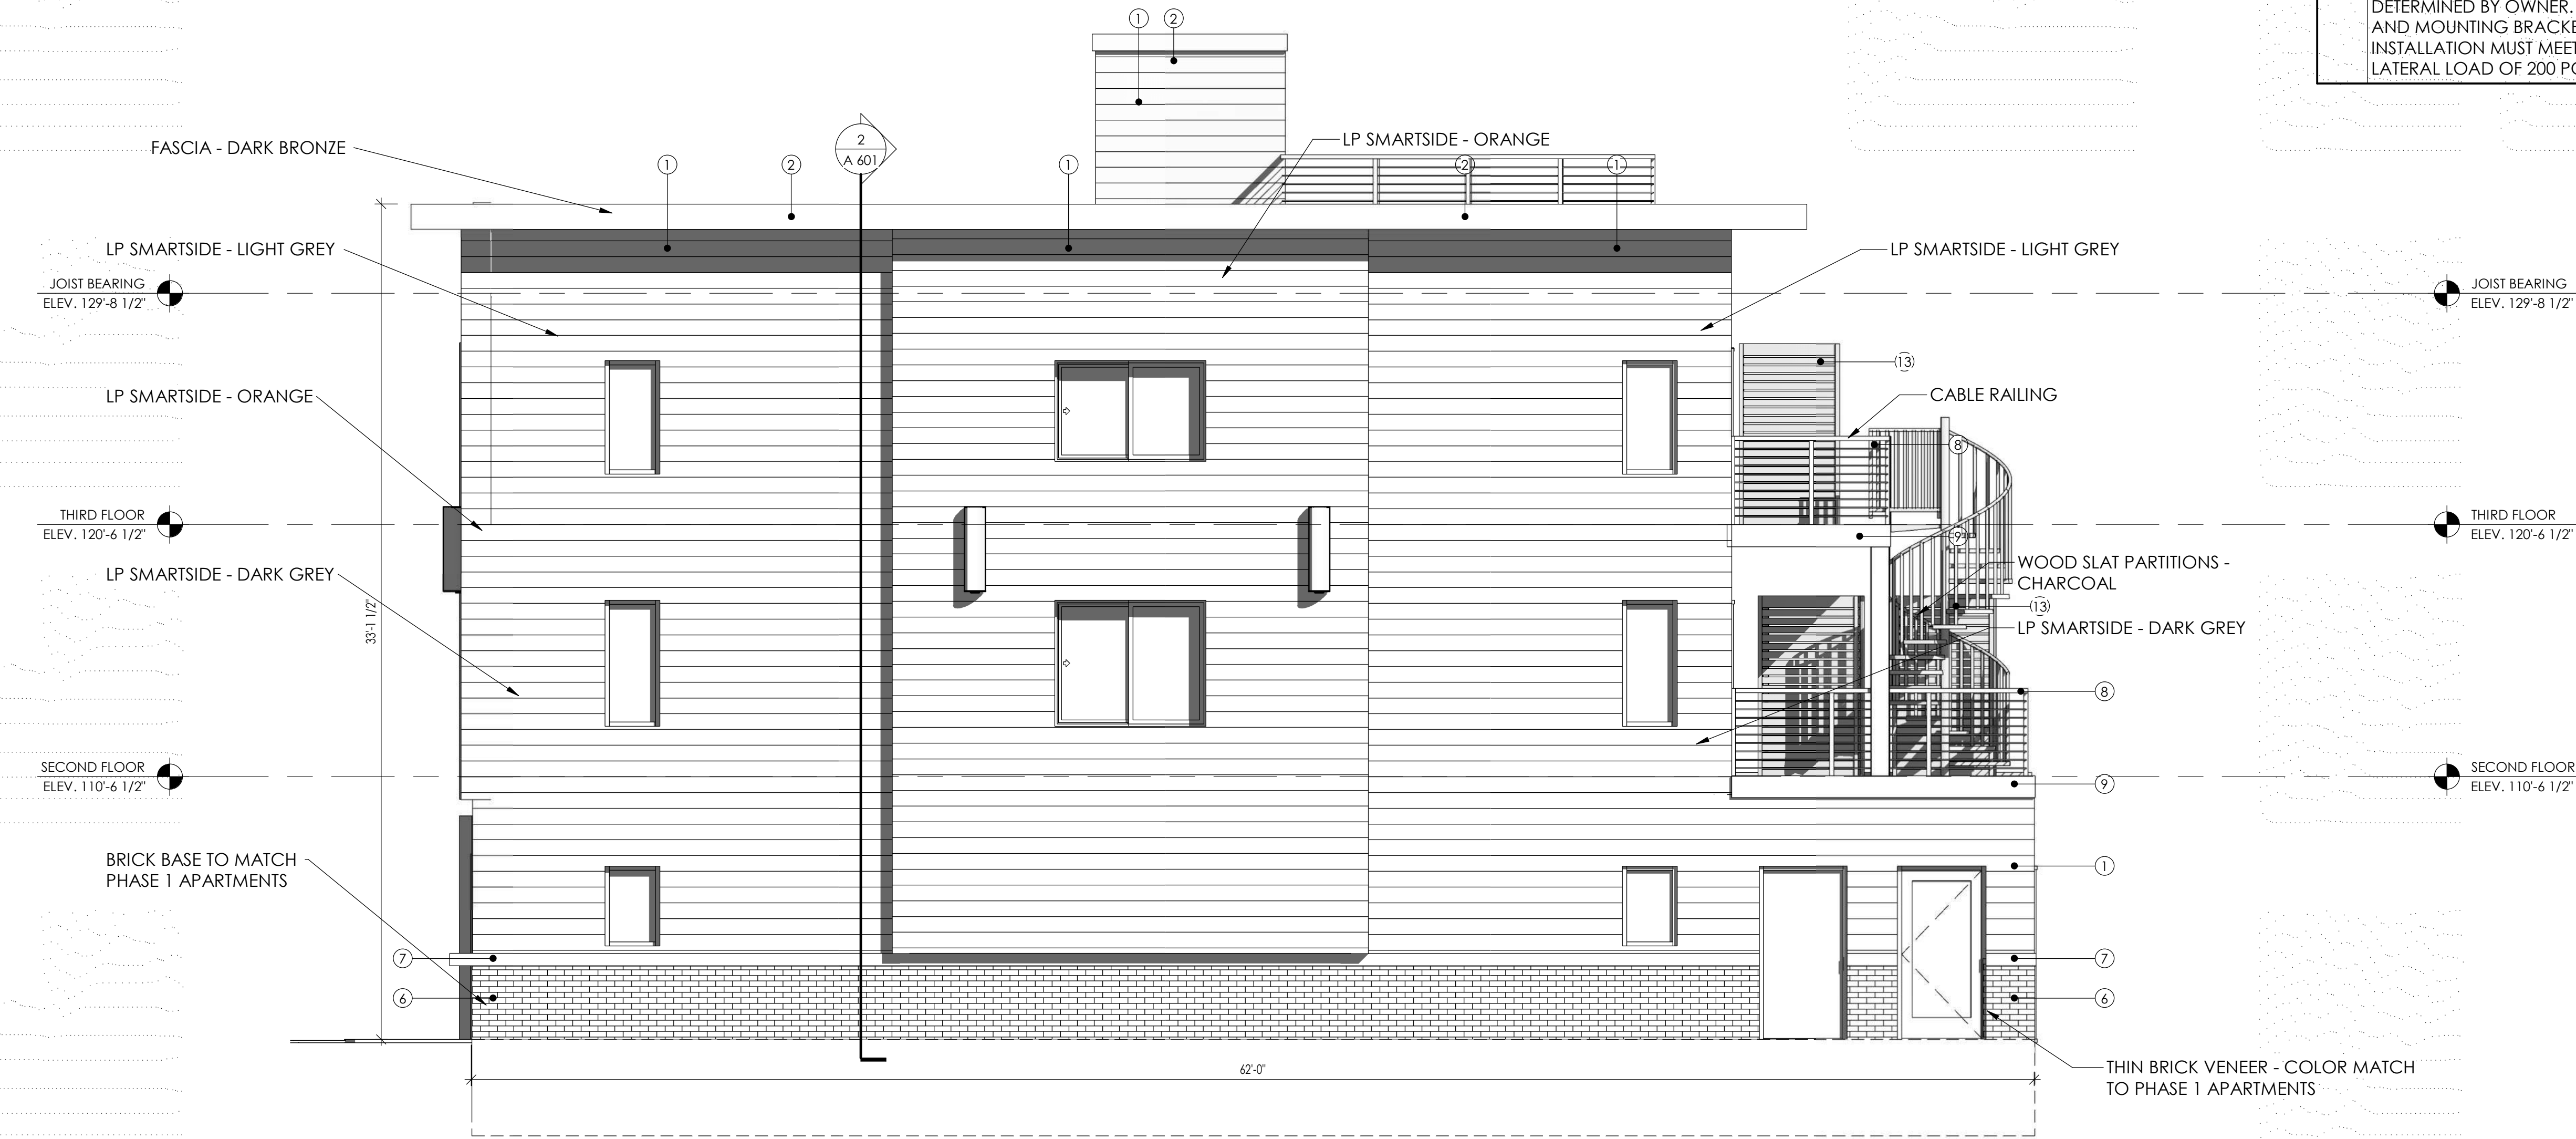 DETERMINED BY OWNER.
AND MOUNTING
INSTALLATION MUST MEET
LATERAL LOAD OF 200
1
2
2
A 601
LP SMARTSIDE - ORANGE
FASCIA - DARK BRONZE
1
2
1
2
1
LP SMARTSIDE - LIGHT GREY
LP SMARTSIDE - LIGHT GREY
JOIST BEARING
ELEV. 129'-8 1/2"
JOIST BEARING
ELEV. 129'-8 1/2"
13
LP SMARTSIDE - ORANGE
CABLE RAILING
8
THIRD FLOOR
ELEV. 120'-6 1/2"
THIRD FLOOR
ELEV. 120'-6 1/2"
9
WOOD SLAT PARTITIONS -
CHARCOAL
LP SMARTSIDE - DARK GREY
13
33'-1 1/2"
LP SMARTSIDE - DARK GREY
8
SECOND FLOOR
ELEV. 110'-6 1/2"
SECOND FLOOR
ELEV. 110'-6 1/2"
9
BRICK BASE TO MATCH
PHASE 1 APARTMENTS
1
7
7
6
6
62'-0"
THIN BRICK VENEER - COLOR MATCH
TO PHASE 1 APARTMENTS